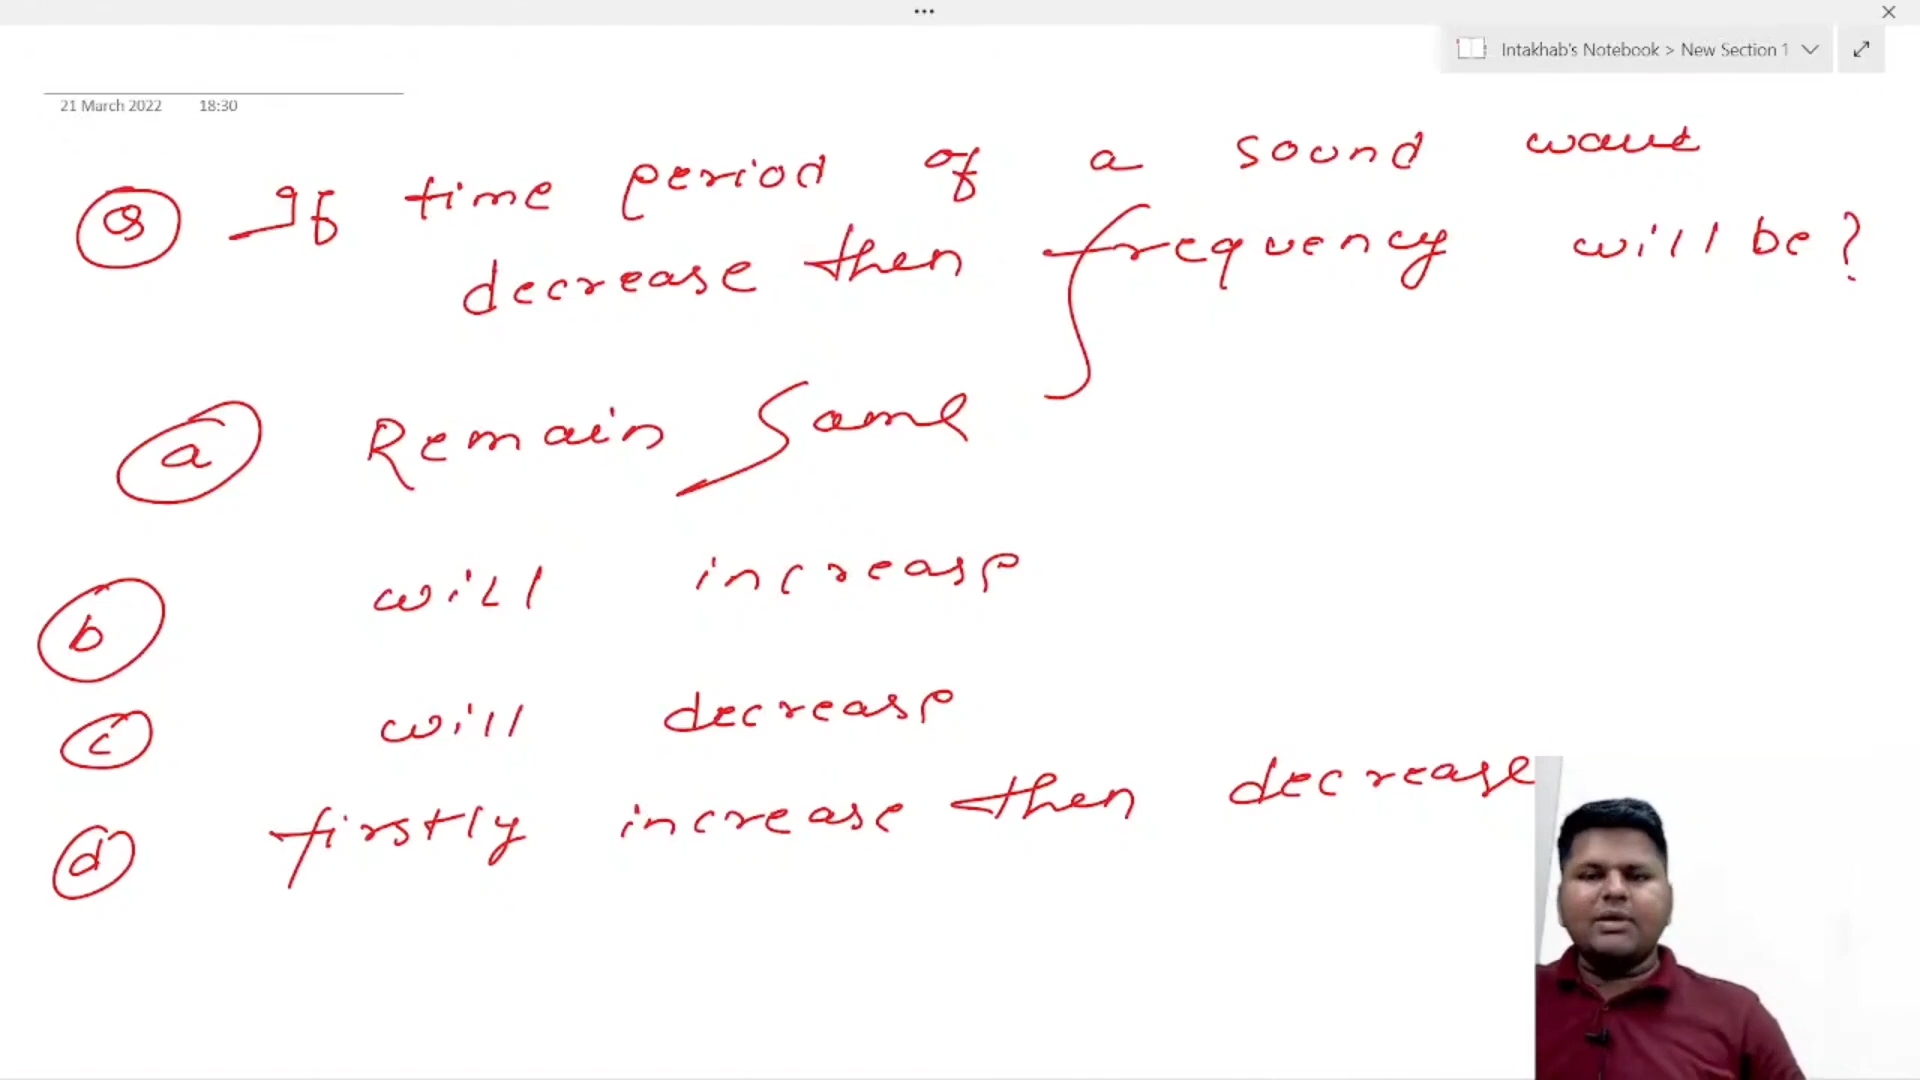 Intakhab's Notebook > New Section 1
21 March 2022 18:30
Q If time period of a sound wave
decrease then frequency will be?
a Remain Same
b will increase
c will decrease
d firstly increase then decrease